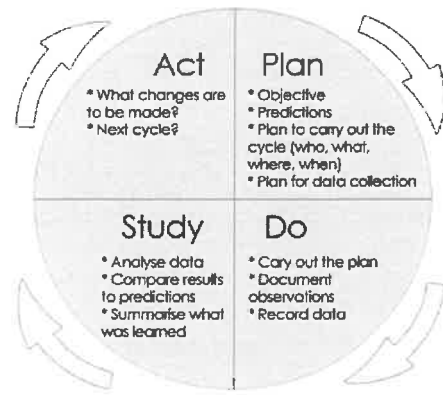 Act
* What changes are
to be made?
* Next cycle?
Plan
* Objective
* Predictions
* Plan to carry out the
cycle (who, what,
where, when)
* Plan for data collection
Study
* Analyse data
* Compare results
to predictions
* Summarise what
was learned
Do
* Cary out the plan
* Document
observations
* Record data